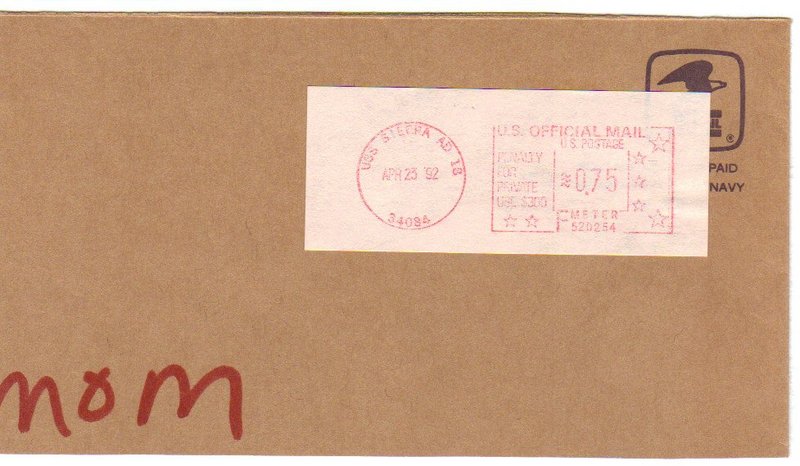 USS SIERRA AD 18
APR 23 '92
34084
U.S. OFFICIAL MAIL
U.S. POSTAGE
PENALTY
FOR
PRIVATE
USE $300
0.75
METER
520254
PAID
NAVY
mom